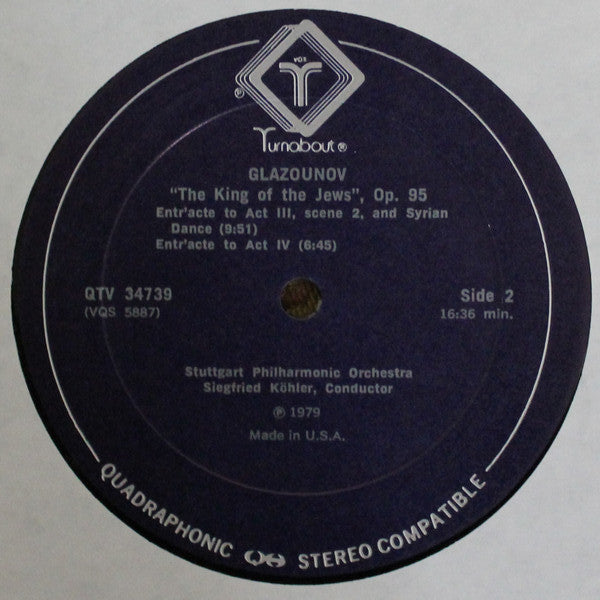 VOX
T
℗
Turnabout ®
GLAZOUNOV
"The King of the Jews", Op. 95
Entr'acte to Act III, scene 2, and Syrian
Dance (9:51)
Entr'acte to Act IV (6:45)
QTV 34739
(VQS 5887)
Side 2
16:36 min.
Stuttgart Philharmonic Orchestra
Siegfried Köhler, Conductor
℗ 1979
Made in U.S.A.
QUADRAPHONIC QS STEREO COMPATIBLE